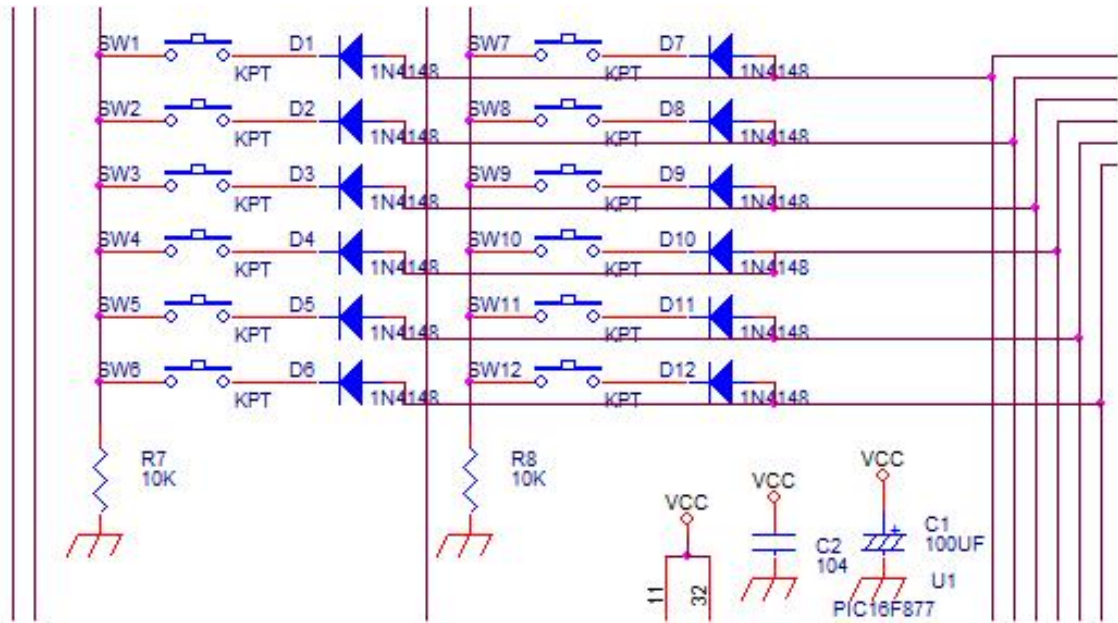 SW1 D1 SW7 D7
KPT 1N4148 KPT 1N4148
SW2 D2 SW8 D8
KPT 1N4148 KPT 1N4148
SW3 D3 SW9 D9
KPT 1N4148 KPT 1N4148
SW4 D4 SW10 D10
KPT 1N4148 KPT 1N4148
SW5 D5 SW11 D11
KPT 1N4148 KPT 1N4148
SW6 D6 SW12 D12
KPT 1N4148 KPT 1N4148
R7 R8 VCC
10K 10K VCC
VCC
C1
C2 100UF
104
U1
11 32
PIC16F877